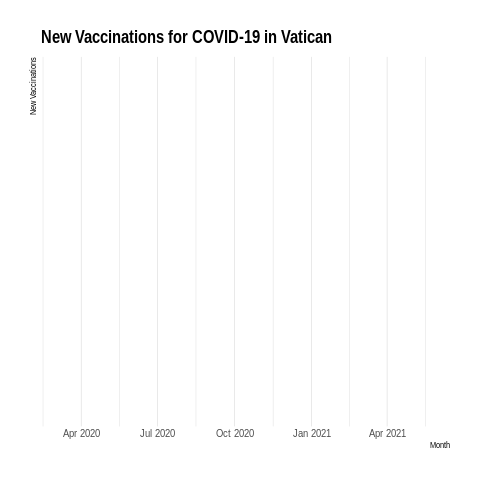 New Vaccinations for COVID-19 in Vatican
New Vaccinations
Apr 2020 Jul 2020 Oct 2020 Jan 2021 Apr 2021
Month